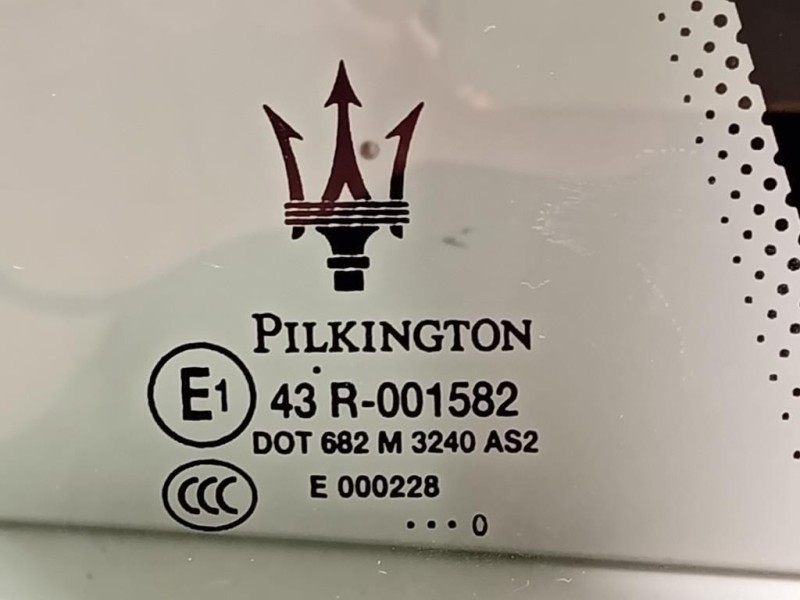 PILKINGTON
E1 43 R-001582
DOT 682 M 3240 AS2
CCC E 000228
••• 0